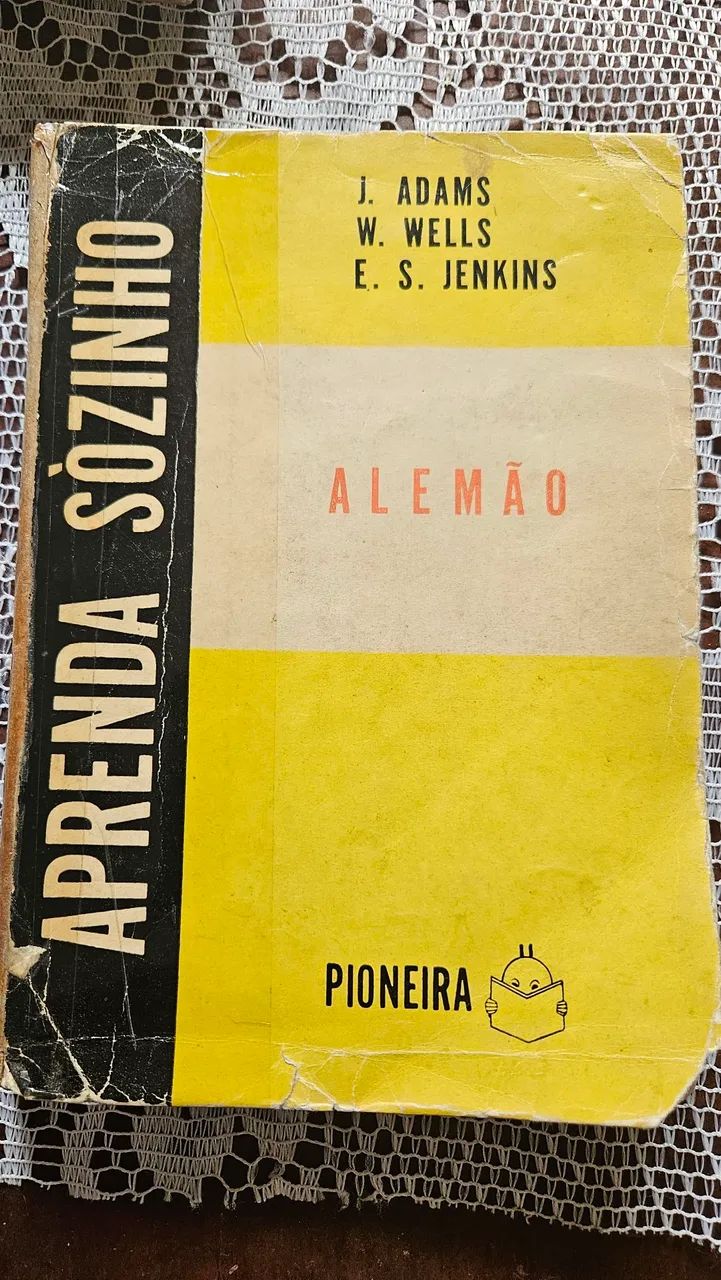 J. ADAMS
W. WELLS
E. S. JENKINS
APRENDA SÒZINHO
ALEMÃO
PIONEIRA